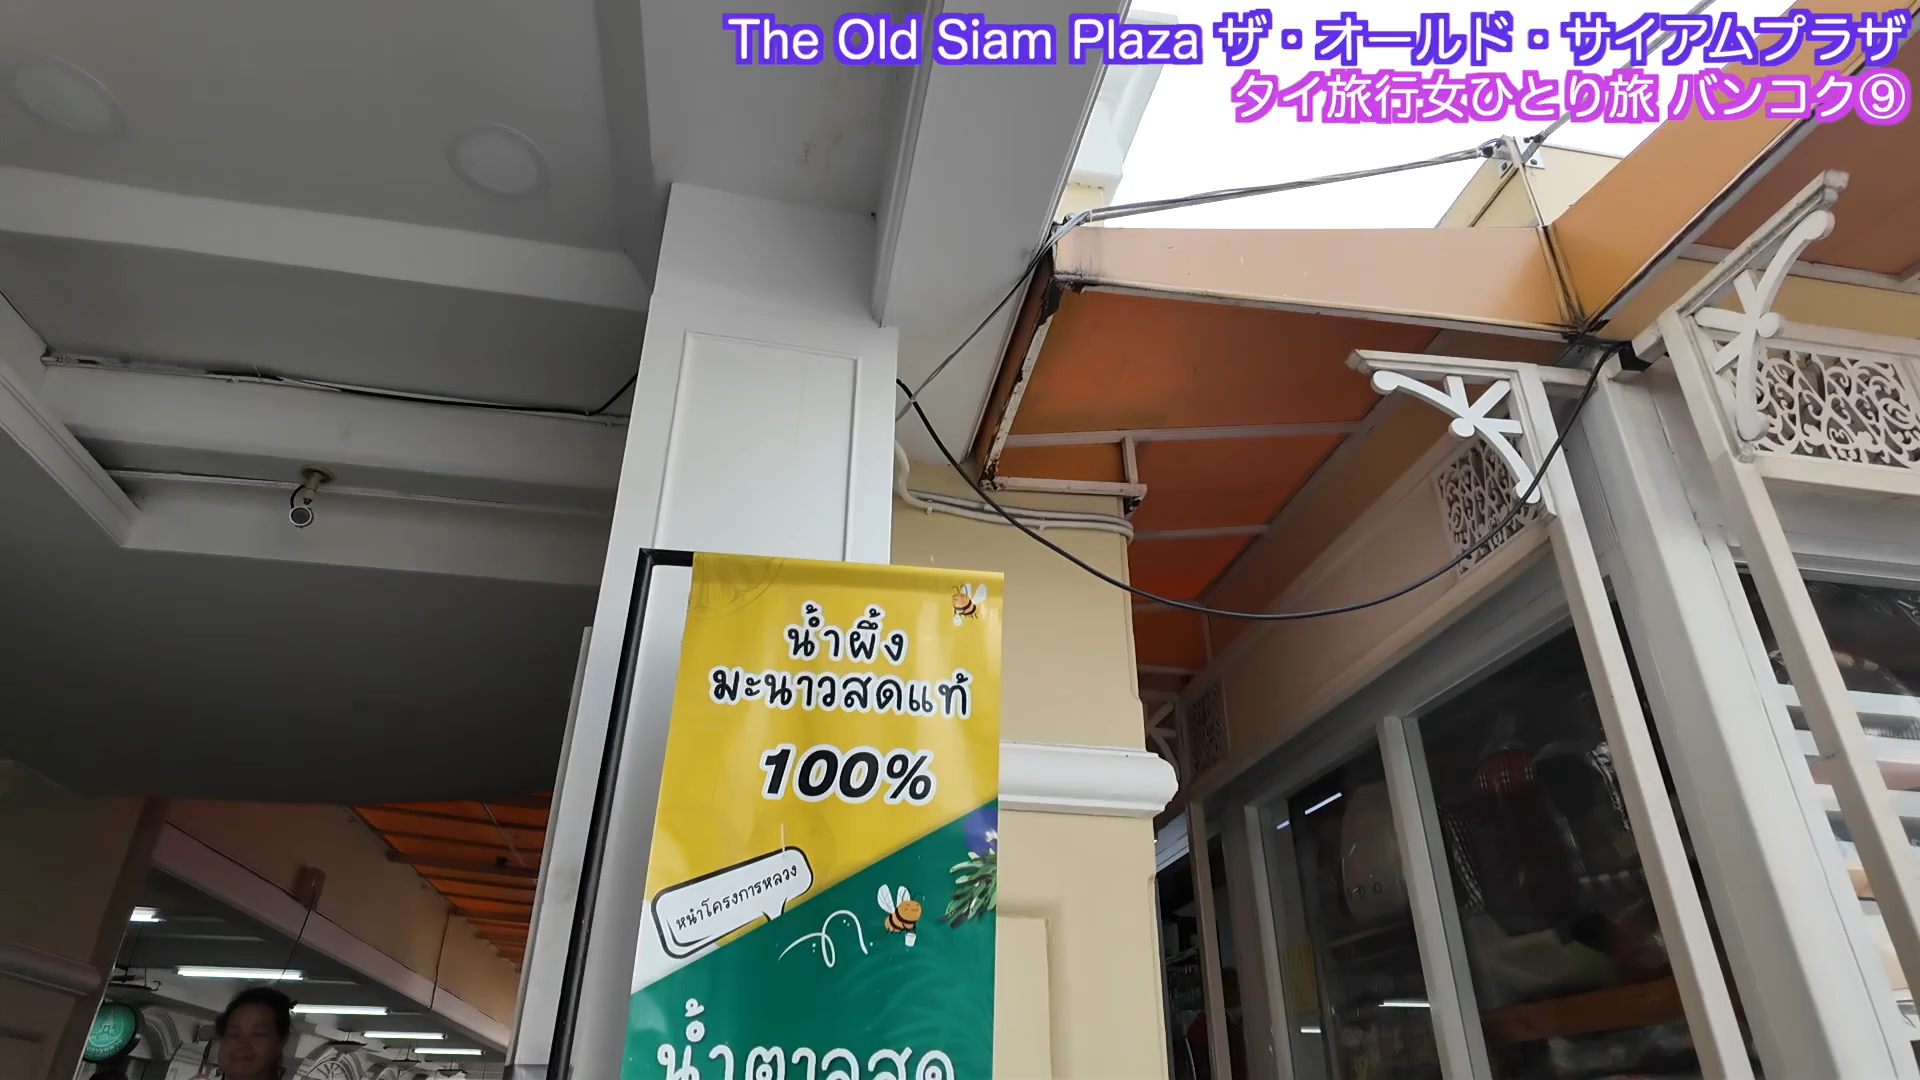 The Old Siam Plaza ザ・オールド・サイアムプラザ
タイ旅行女ひとり旅 バンコク⑨
น้ำผึ้ง
มะนาวสดแท้
100%
หน้าโครงการหลวง
น้ำตาลสด